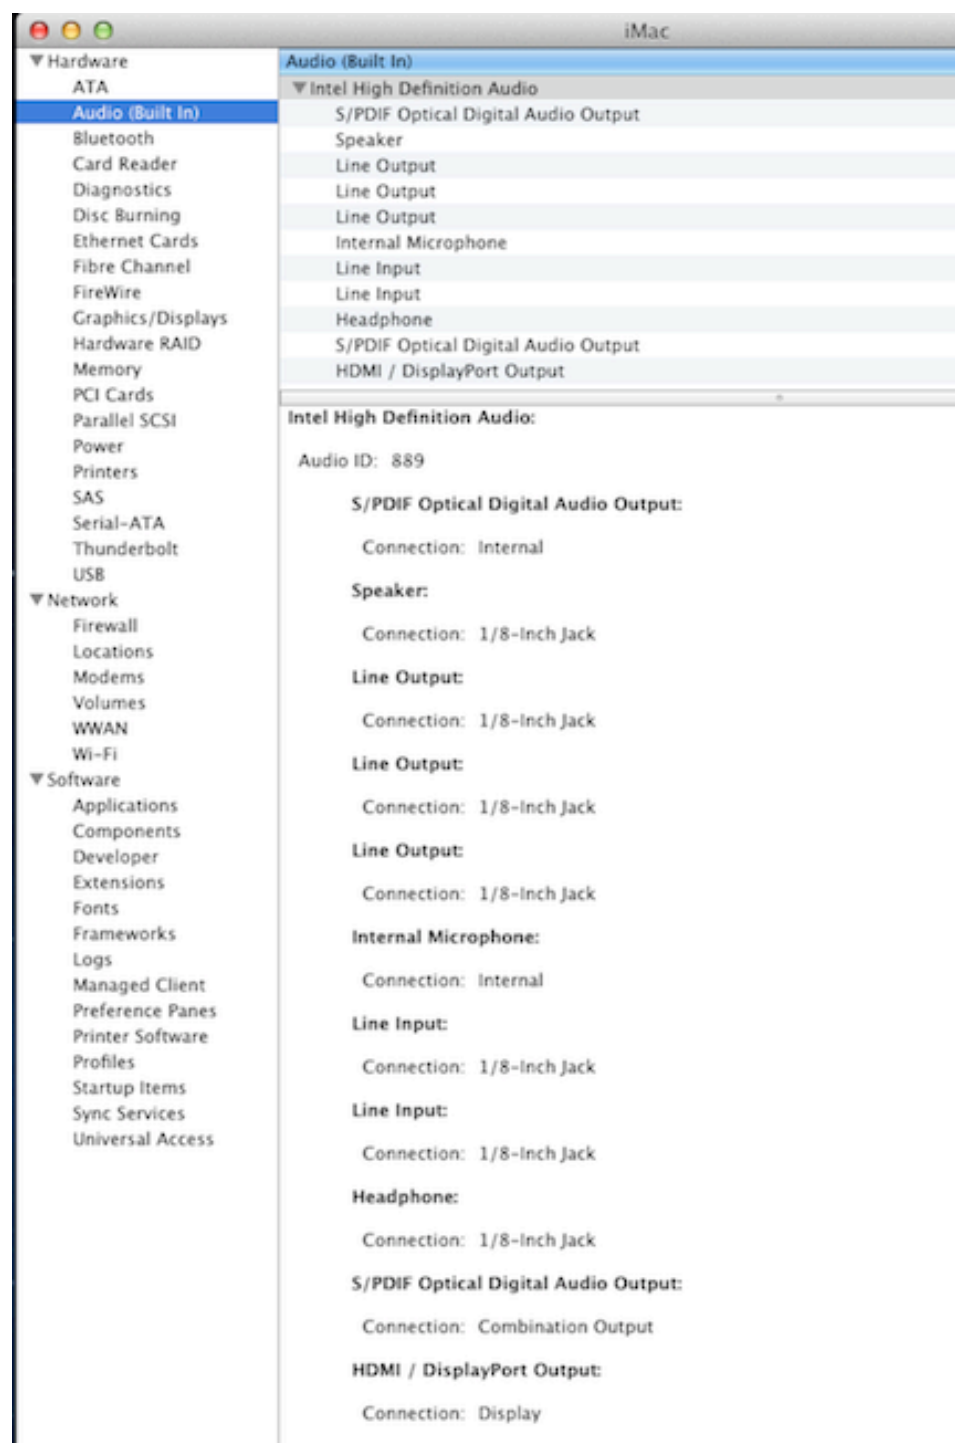 iMac
Hardware
ATA
Audio (Built In)
Bluetooth
Card Reader
Diagnostics
Disc Burning
Ethernet Cards
Fibre Channel
FireWire
Graphics/Displays
Hardware RAID
Memory
PCI Cards
Parallel SCSI
Power
Printers
SAS
Serial-ATA
Thunderbolt
USB
Network
Firewall
Locations
Modems
Volumes
WWAN
Wi-Fi
Software
Applications
Components
Developer
Extensions
Fonts
Frameworks
Logs
Managed Client
Preference Panes
Printer Software
Profiles
Startup Items
Sync Services
Universal Access
Audio (Built In)
Intel High Definition Audio
S/PDIF Optical Digital Audio Output
Speaker
Line Output
Line Output
Line Output
Internal Microphone
Line Input
Line Input
Headphone
S/PDIF Optical Digital Audio Output
HDMI / DisplayPort Output
Intel High Definition Audio:
Audio ID: 889
S/PDIF Optical Digital Audio Output:
Connection: Internal
Speaker:
Connection: 1/8-Inch Jack
Line Output:
Connection: 1/8-Inch Jack
Line Output:
Connection: 1/8-Inch Jack
Line Output:
Connection: 1/8-Inch Jack
Internal Microphone:
Connection: Internal
Line Input:
Connection: 1/8-Inch Jack
Line Input:
Connection: 1/8-Inch Jack
Headphone:
Connection: 1/8-Inch Jack
S/PDIF Optical Digital Audio Output:
Connection: Combination Output
HDMI / DisplayPort Output:
Connection: Display